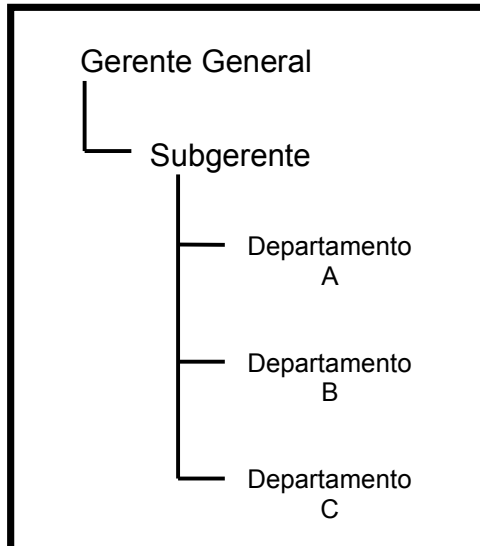 Gerente General
Subgerente
Departamento
A
Departamento
B
Departamento
C